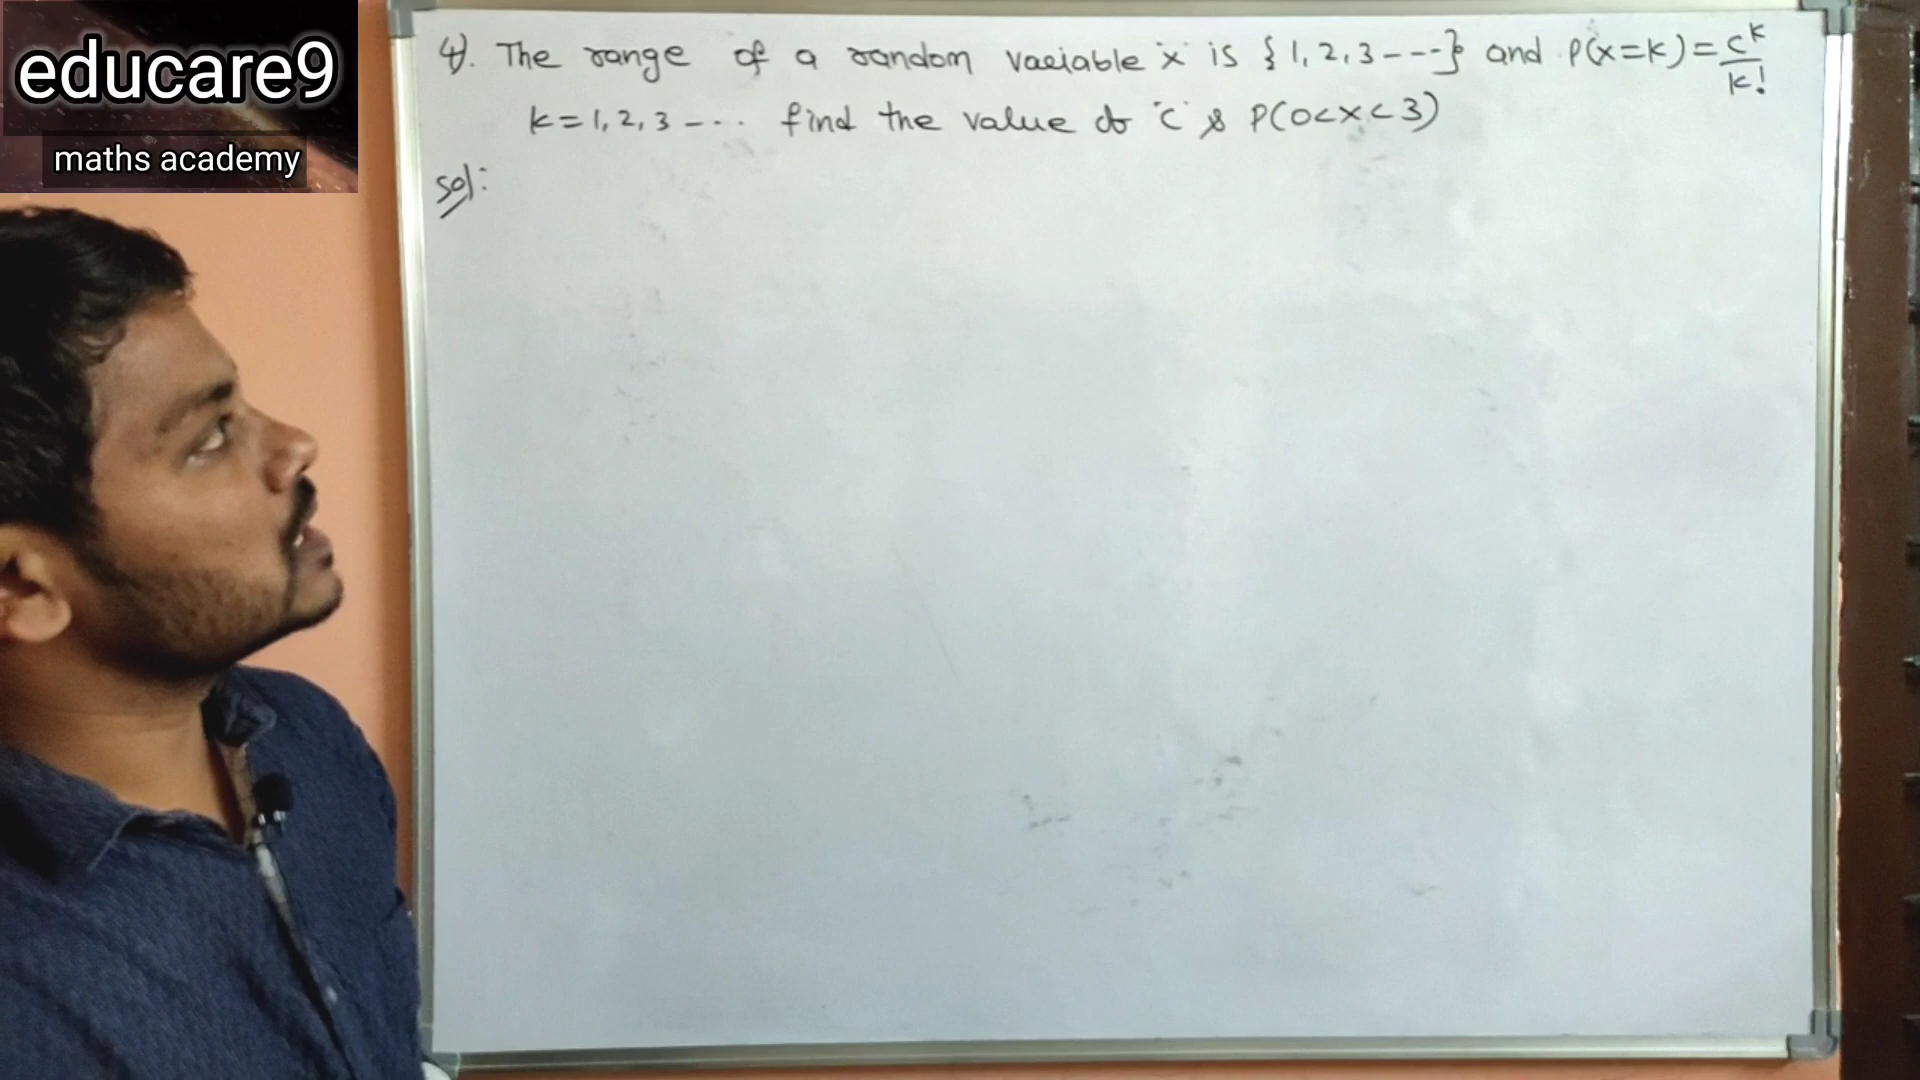 educare9
maths academy
4). The range of a random variable 'x' is {1, 2, 3 ----} and P(x=k) = c^k/k!
k = 1, 2, 3 - ... find the value of 'c' & P(0<x<3)
Sol: